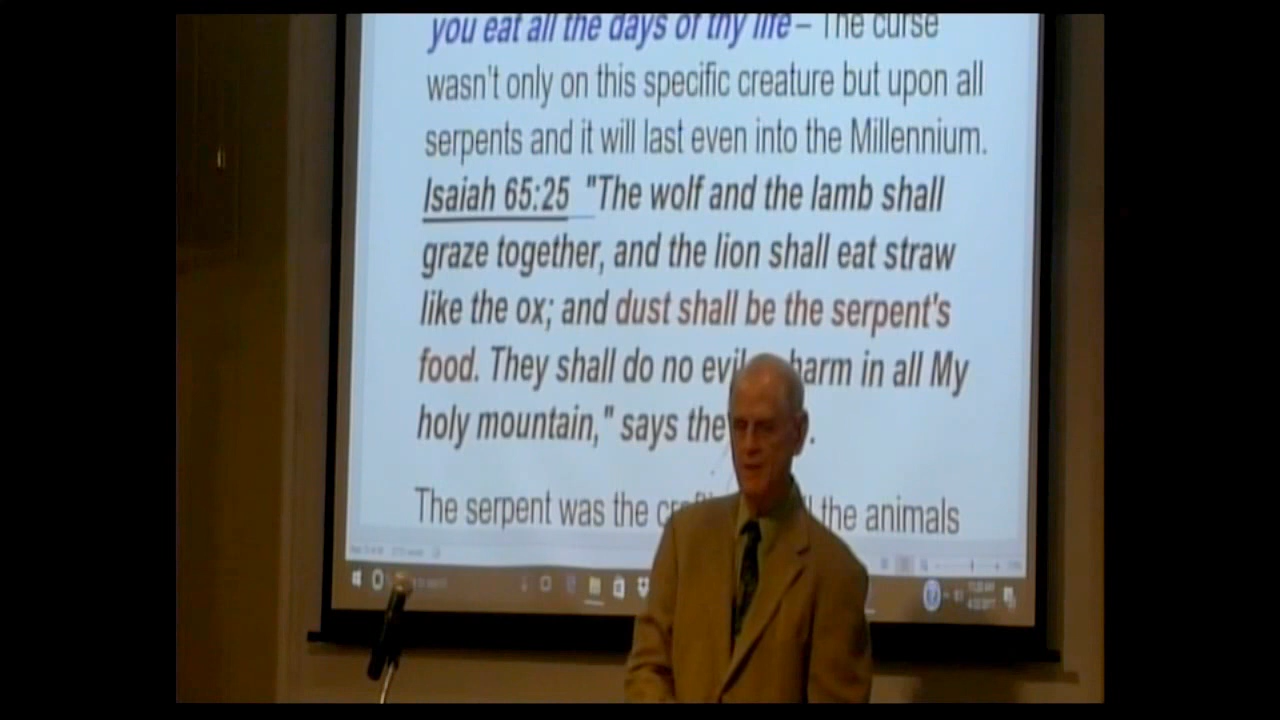 you eat all the days of thy life – The curse
wasn't only on this specific creature but upon all
serpents and it will last even into the Millennium.
Isaiah 65:25 "The wolf and the lamb shall
graze together, and the lion shall eat straw
like the ox; and dust shall be the serpent's
food. They shall do no evil harm in all My
holy mountain," says the .
The serpent was the the animals